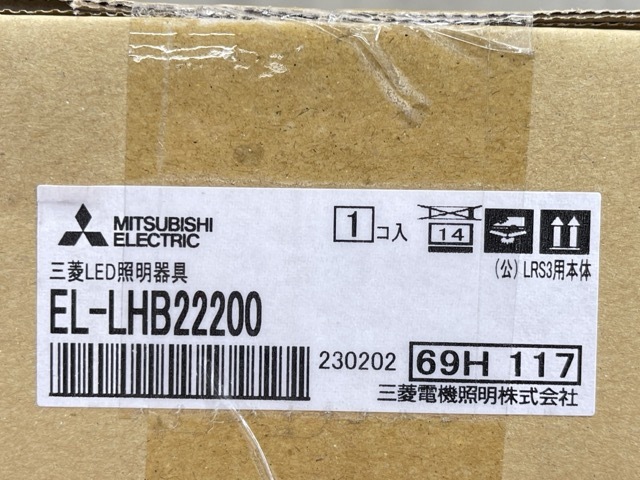 MITSUBISHI
ELECTRIC
1コ入
14
三菱LED照明器具
(公)LRS3用本体
EL-LHB22200
230202
69H 117
三菱電機照明株式会社